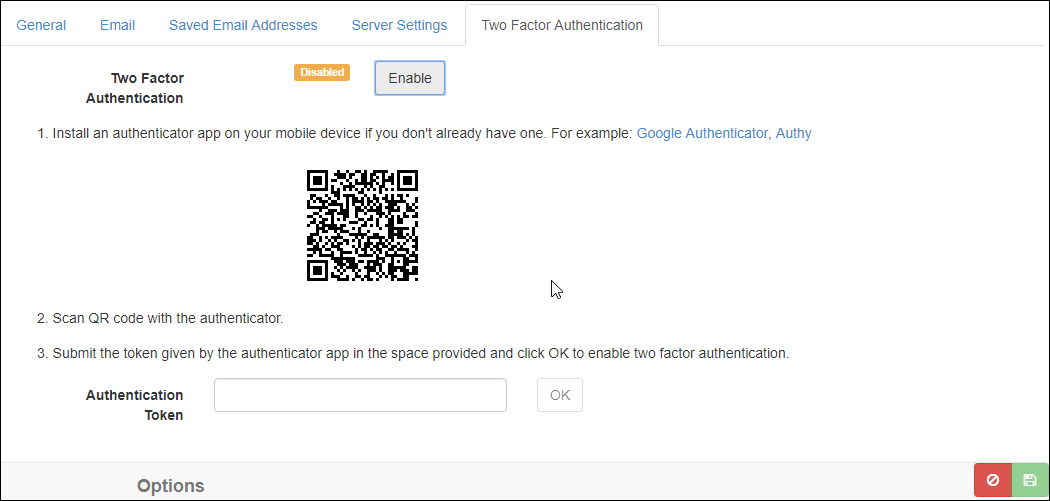 General Email Saved Email Addresses Server Settings Two Factor Authentication
Two Factor Disabled Enable
Authentication
1. Install an authenticator app on your mobile device if you don't already have one. For example: Google Authenticator, Authy
2. Scan QR code with the authenticator.
3. Submit the token given by the authenticator app in the space provided and click OK to enable two factor authentication.
Authentication OK
Token
Options